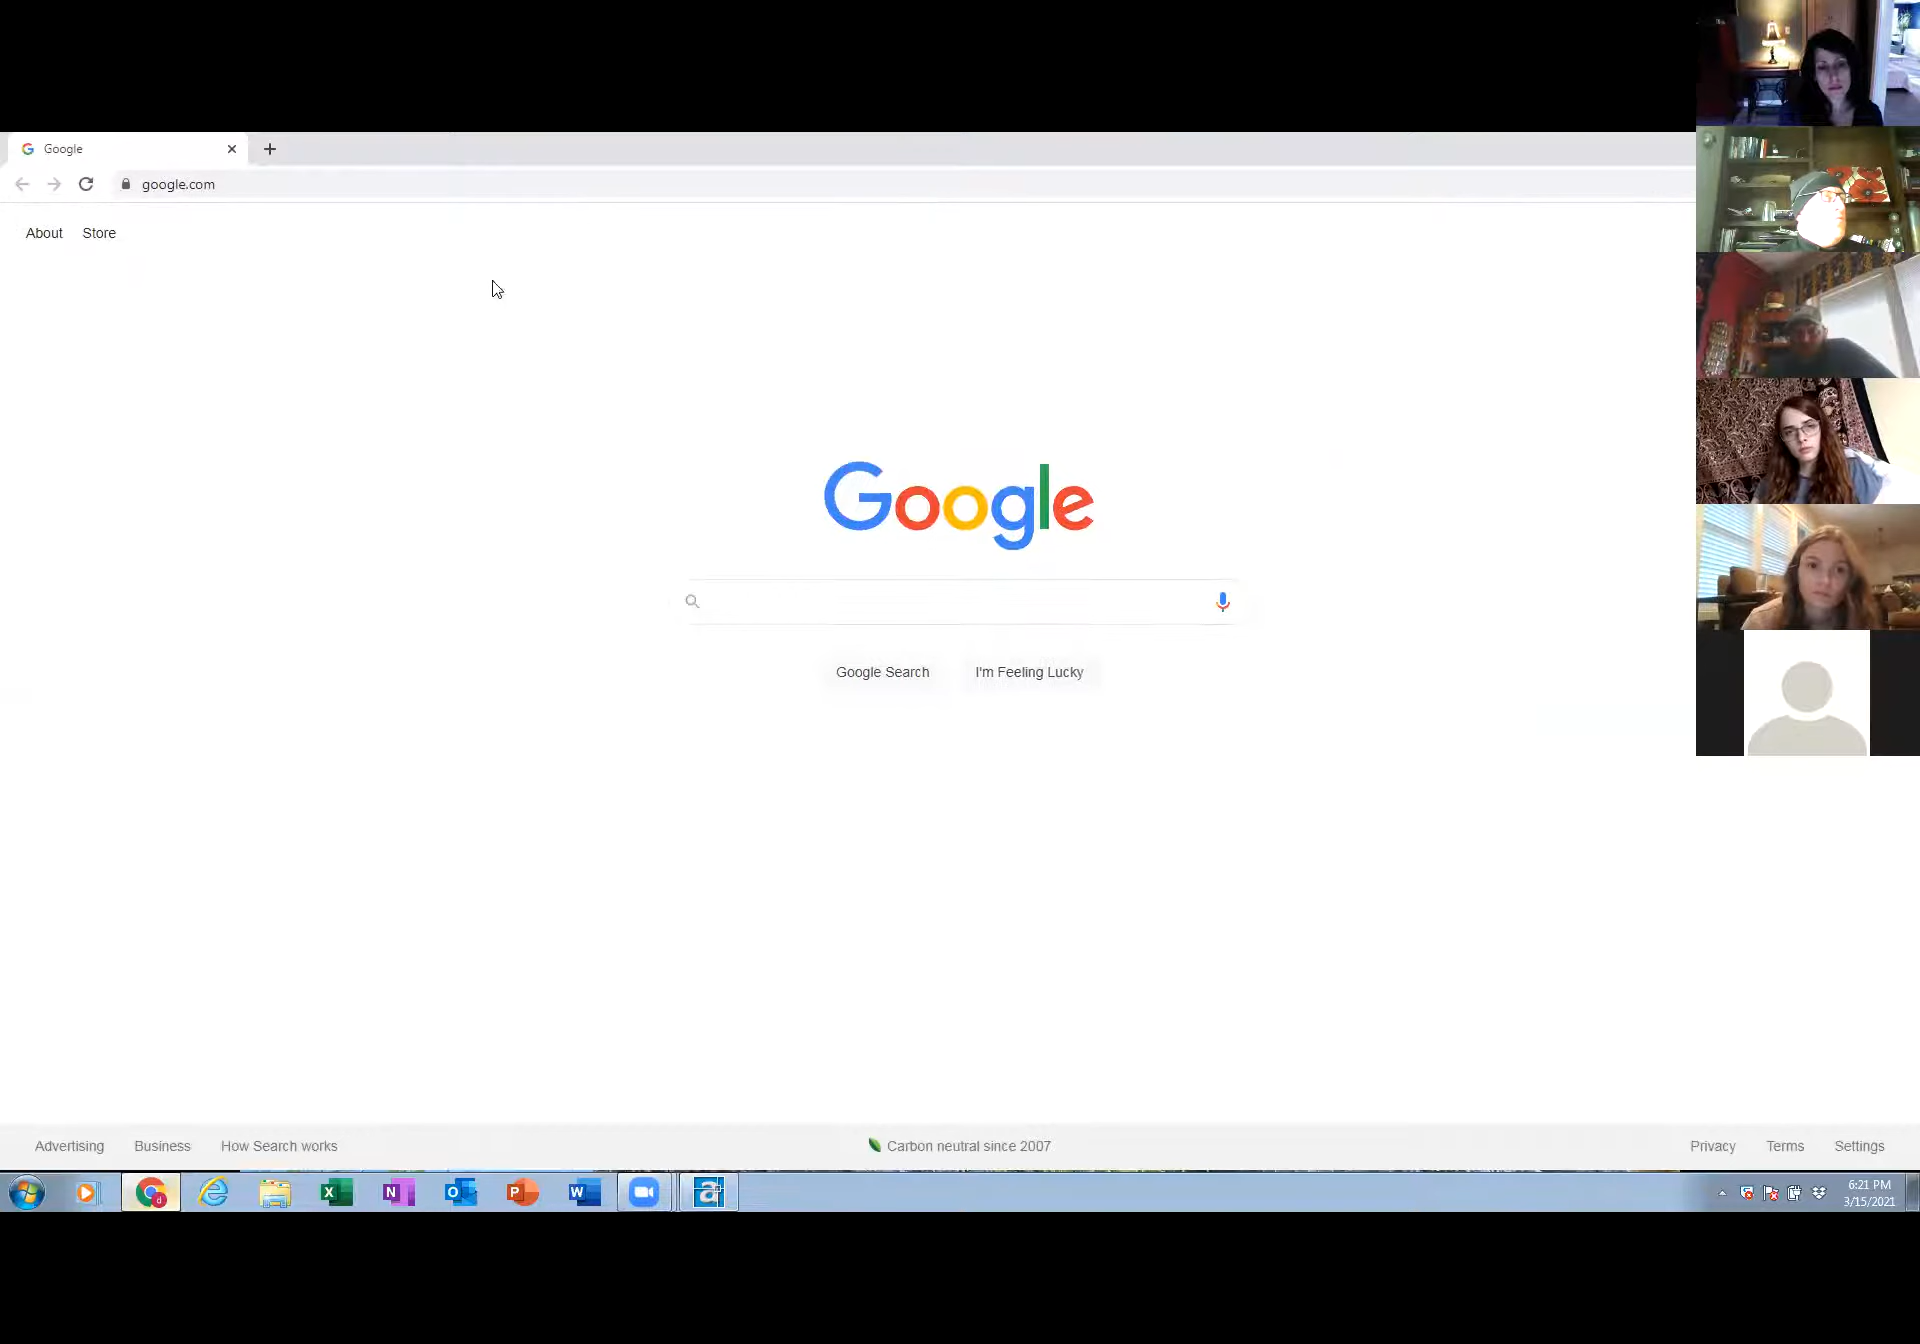 Google
google.com
About Store
Google
Google Search I'm Feeling Lucky
Advertising Business How Search works Carbon neutral since 2007 Privacy Terms Settings
6:21 PM
3/15/2021